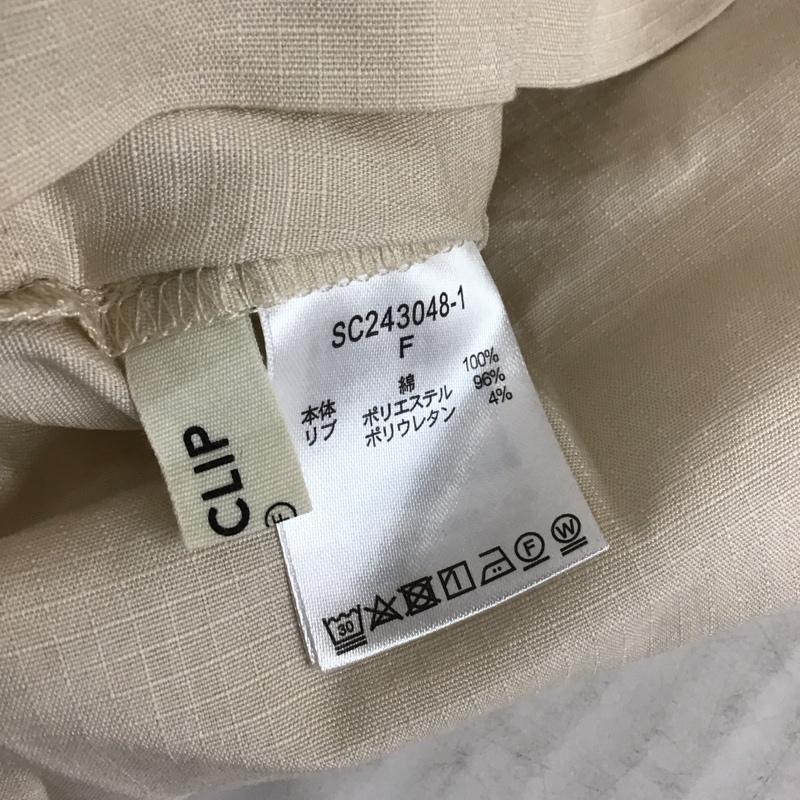 SC243048-1
F
本体 綿 100%
リブ ポリエステル 96%
ポリウレタン 4%
CLIP
F
30
F
W